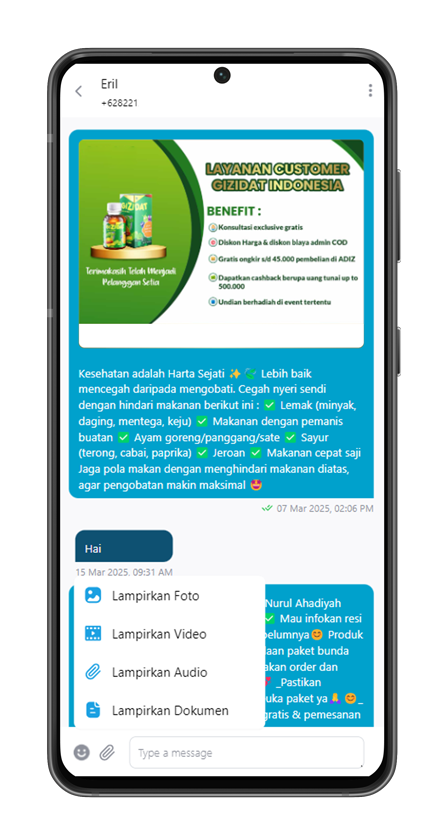 Eril
+628221
LAYANAN CUSTOMER
GIZIDAT INDONESIA
BENEFIT :
Konsultasi exclusive gratis
Diskon Harga & diskon biaya admin COD
Gratis ongkir s/d 45.000 pembelian di ADIZ
Dapatkan cashback berupa uang tunai up to
500.000
Undian berhadiah di event tertentu
GIZIDAT
Terimakasih Telah Menjadi
Pelanggan Setia
Kesehatan adalah Harta Sejati ✨ Lebih baik
mencegah daripada mengobati. Cegah nyeri sendi
dengan hindari makanan berikut ini : ✅ Lemak (minyak,
daging, mentega, keju) ✅ Makanan dengan pemanis
buatan ✅ Ayam goreng/panggang/sate ✅ Sayur
(terong, cabai, paprika) ✅ Jeroan ✅ Makanan cepat saji
Jaga pola makan dengan menghindari makanan diatas,
agar pengobatan makin maksimal 🤩
07 Mar 2025, 02:06 PM
Hai
15 Mar 2025, 09:31 AM
Nurul Ahadiyah
✅ Mau infokan resi
belumnya😊 Produk
aan paket bunda
akan order dan
_Pastikan
uka paket ya 😊_
gratis & pemesanan
Lampirkan Foto
Lampirkan Video
Lampirkan Audio
Lampirkan Dokumen
Type a message